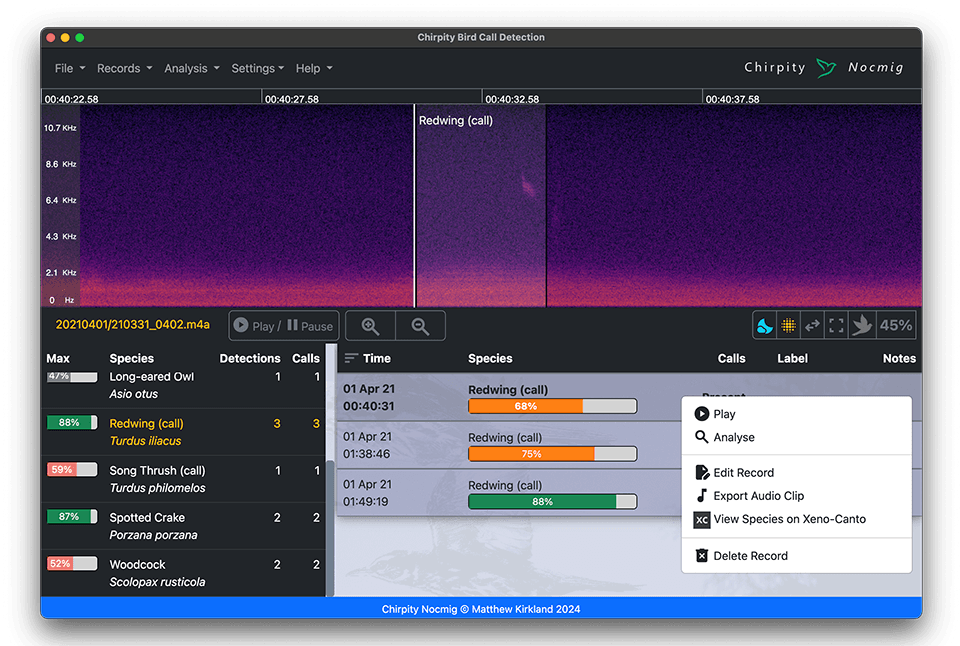 Chirpity Bird Call Detection
File Records Analysis Settings Help Chirpity Nocmig
00:40:22.58 00:40:27.58 00:40:32.58 00:40:37.58
Redwing (call)
10.7 KHz
8.6 KHz
6.4 KHz
4.3 KHz
2.1 KHz
0 Hz
20210401/210331_0402.m4a Play / Pause 45%
Max Species Detections Calls
47% Long-eared Owl 1 1
Asio otus
88% Redwing (call) 3 3
Turdus iliacus
59% Song Thrush (call) 1 1
Turdus philomelos
87% Spotted Crake 2 2
Porzana porzana
52% Woodcock 2 2
Scolopax rusticola
Time Species Calls Label Notes
01 Apr 21 Redwing (call)
00:40:31 68%
01 Apr 21 Redwing (call)
01:38:46 75%
01 Apr 21 Redwing (call)
01:49:19 88%
Play
Analyse
Edit Record
Export Audio Clip
XC View Species on Xeno-Canto
Delete Record
Chirpity Nocmig © Matthew Kirkland 2024